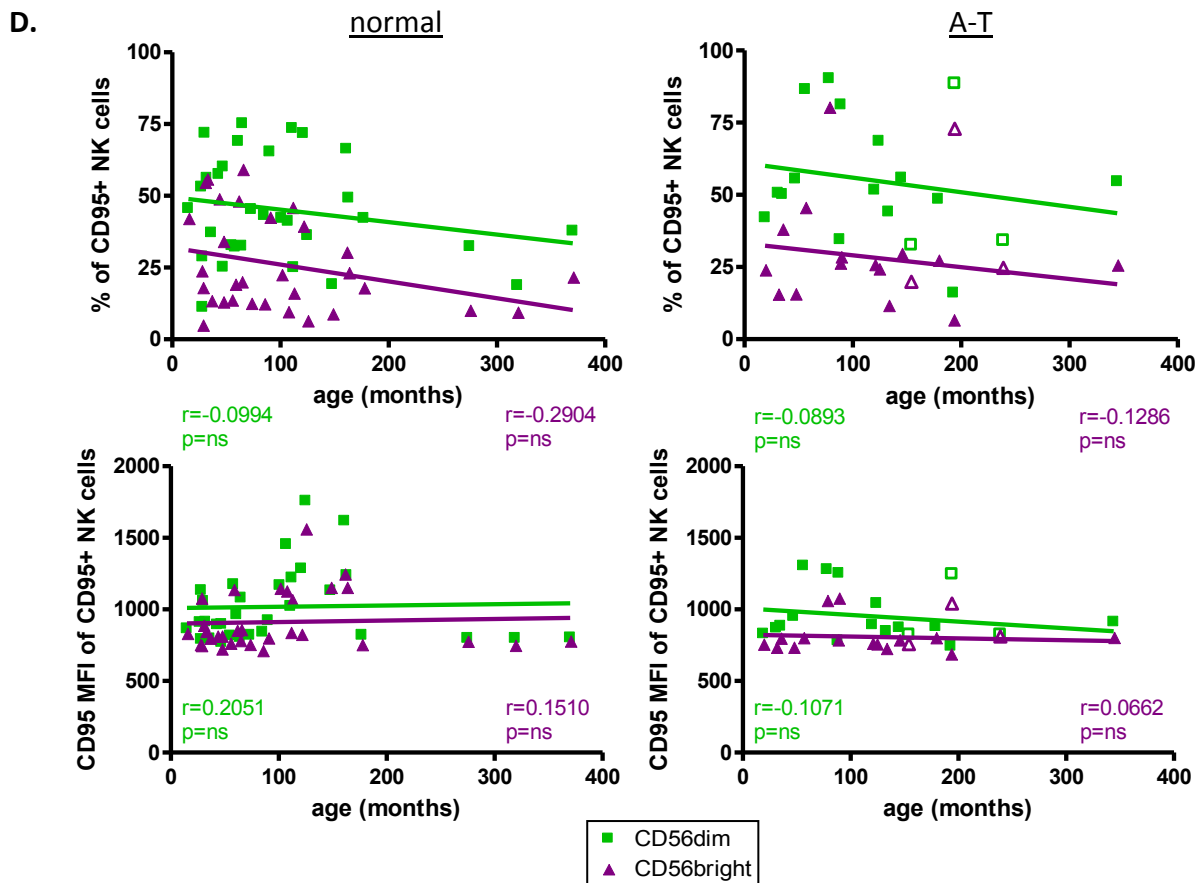 D.
normal
A-T
% of CD95+ NK cells
100
75
50
25
0
0 100 200 300 400
age (months)
r=-0.0994
p=ns
r=-0.2904
p=ns
% of CD95+ NK cells
100
75
50
25
0
0 100 200 300 400
age (months)
r=-0.0893
p=ns
r=-0.1286
p=ns
CD95 MFI of CD95+ NK cells
2000
1500
1000
500
0
r=0.2051
p=ns
r=0.1510
p=ns
0 100 200 300 400
age (months)
CD95 MFI of CD95+ NK cells
2000
1500
1000
500
0
r=-0.1071
p=ns
r=0.0662
p=ns
0 100 200 300 400
age (months)
CD56dim
CD56bright